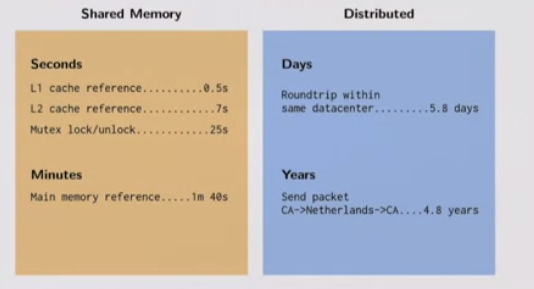 Shared Memory
Seconds
L1 cache reference..........0.5s
L2 cache reference............7s
Mutex lock/unlock............25s
Minutes
Main memory reference.....1m 40s
Distributed
Days
Roundtrip within
same datacenter.........5.8 days
Years
Send packet
CA->Netherlands->CA....4.8 years